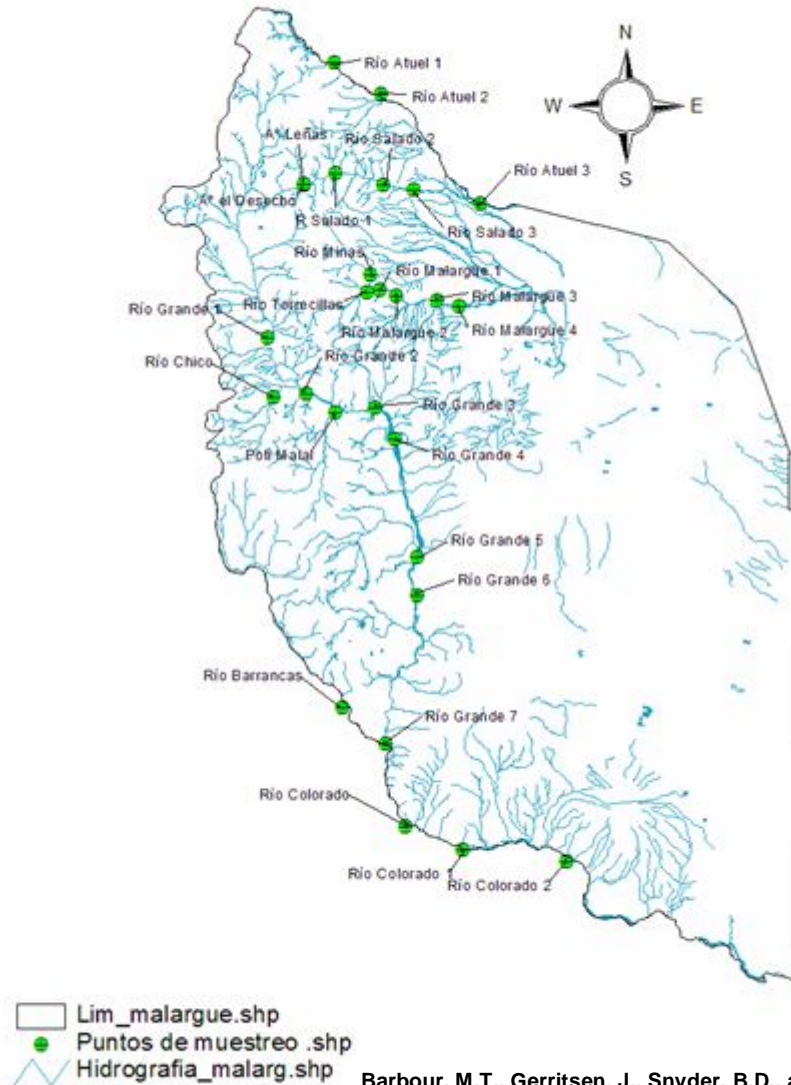 N
Río Atuel 1
Río Atuel 2
W E
Aº Leñas
Río Salado 2
S
Río Atuel 3
Aº el Desecho
R Salado 1
Río Salado 3
Río Minas
Río Malargue 1
Río Torrecillas
Río Malargue 3
Río Grande 1
Río Malargue 2
Río Malargue 4
Río Grande 2
Río Chico
Río Grande 3
Poti Malal
Río Grande 4
Río Grande 5
Río Grande 6
Río Barrancas
Río Grande 7
Río Colorado
Río Colorado 1
Río Colorado 2
Lim_malargue.shp
Puntos de muestreo .shp
Hidrografia_malarg.shp
Barbour, M.T., Gerritsen, J., Snyder, B.D., a